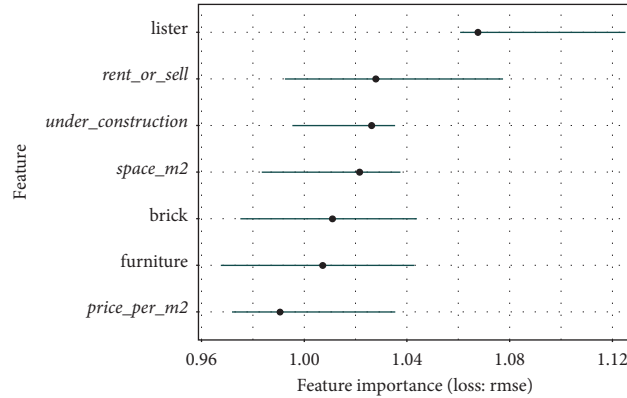 Feature
lister
rent_or_sell
under_construction
space_m2
brick
furniture
price_per_m2
0.96 1.00 1.04 1.08 1.12
Feature importance (loss: rmse)